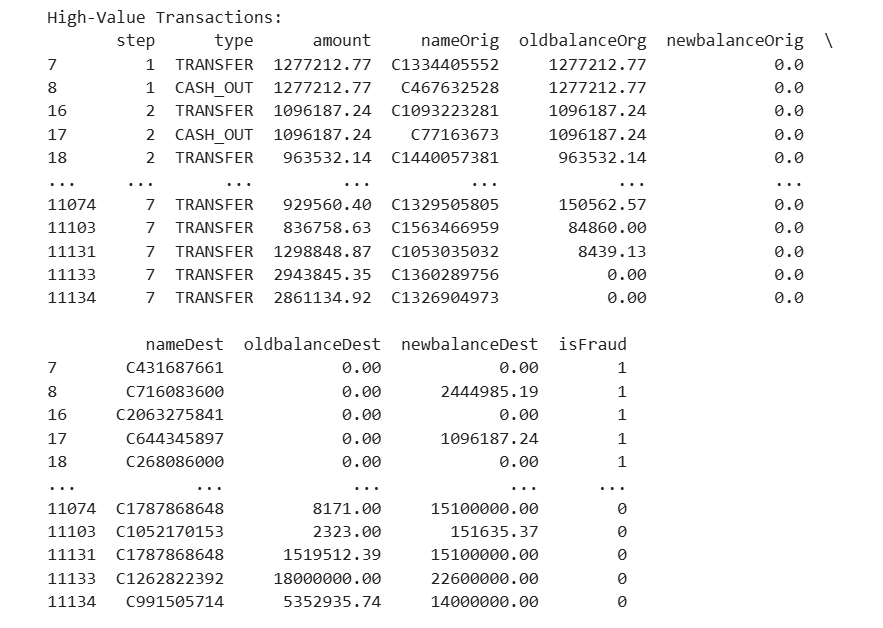 High-Value Transactions:
step type amount nameOrig oldbalanceOrg newbalanceOrig \
7 1 TRANSFER 1277212.77 C1334405552 1277212.77 0.0
8 1 CASH_OUT 1277212.77 C467632528 1277212.77 0.0
16 2 TRANSFER 1096187.24 C1093223281 1096187.24 0.0
17 2 CASH_OUT 1096187.24 C77163673 1096187.24 0.0
18 2 TRANSFER 963532.14 C1440057381 963532.14 0.0
... ... ... ... ... ... ...
11074 7 TRANSFER 929560.40 C1329505805 150562.57 0.0
11103 7 TRANSFER 836758.63 C1563466959 84860.00 0.0
11131 7 TRANSFER 1298848.87 C1053035032 8439.13 0.0
11133 7 TRANSFER 2943845.35 C1360289756 0.00 0.0
11134 7 TRANSFER 2861134.92 C1326904973 0.00 0.0
nameDest oldbalanceDest newbalanceDest isFraud
7 C431687661 0.00 0.00 1
8 C716083600 0.00 2444985.19 1
16 C2063275841 0.00 0.00 1
17 C644345897 0.00 1096187.24 1
18 C268086000 0.00 0.00 1
... ... ... ... ...
11074 C1787868648 8171.00 15100000.00 0
11103 C1052170153 2323.00 151635.37 0
11131 C1787868648 1519512.39 15100000.00 0
11133 C1262822392 18000000.00 22600000.00 0
11134 C991505714 5352935.74 14000000.00 0